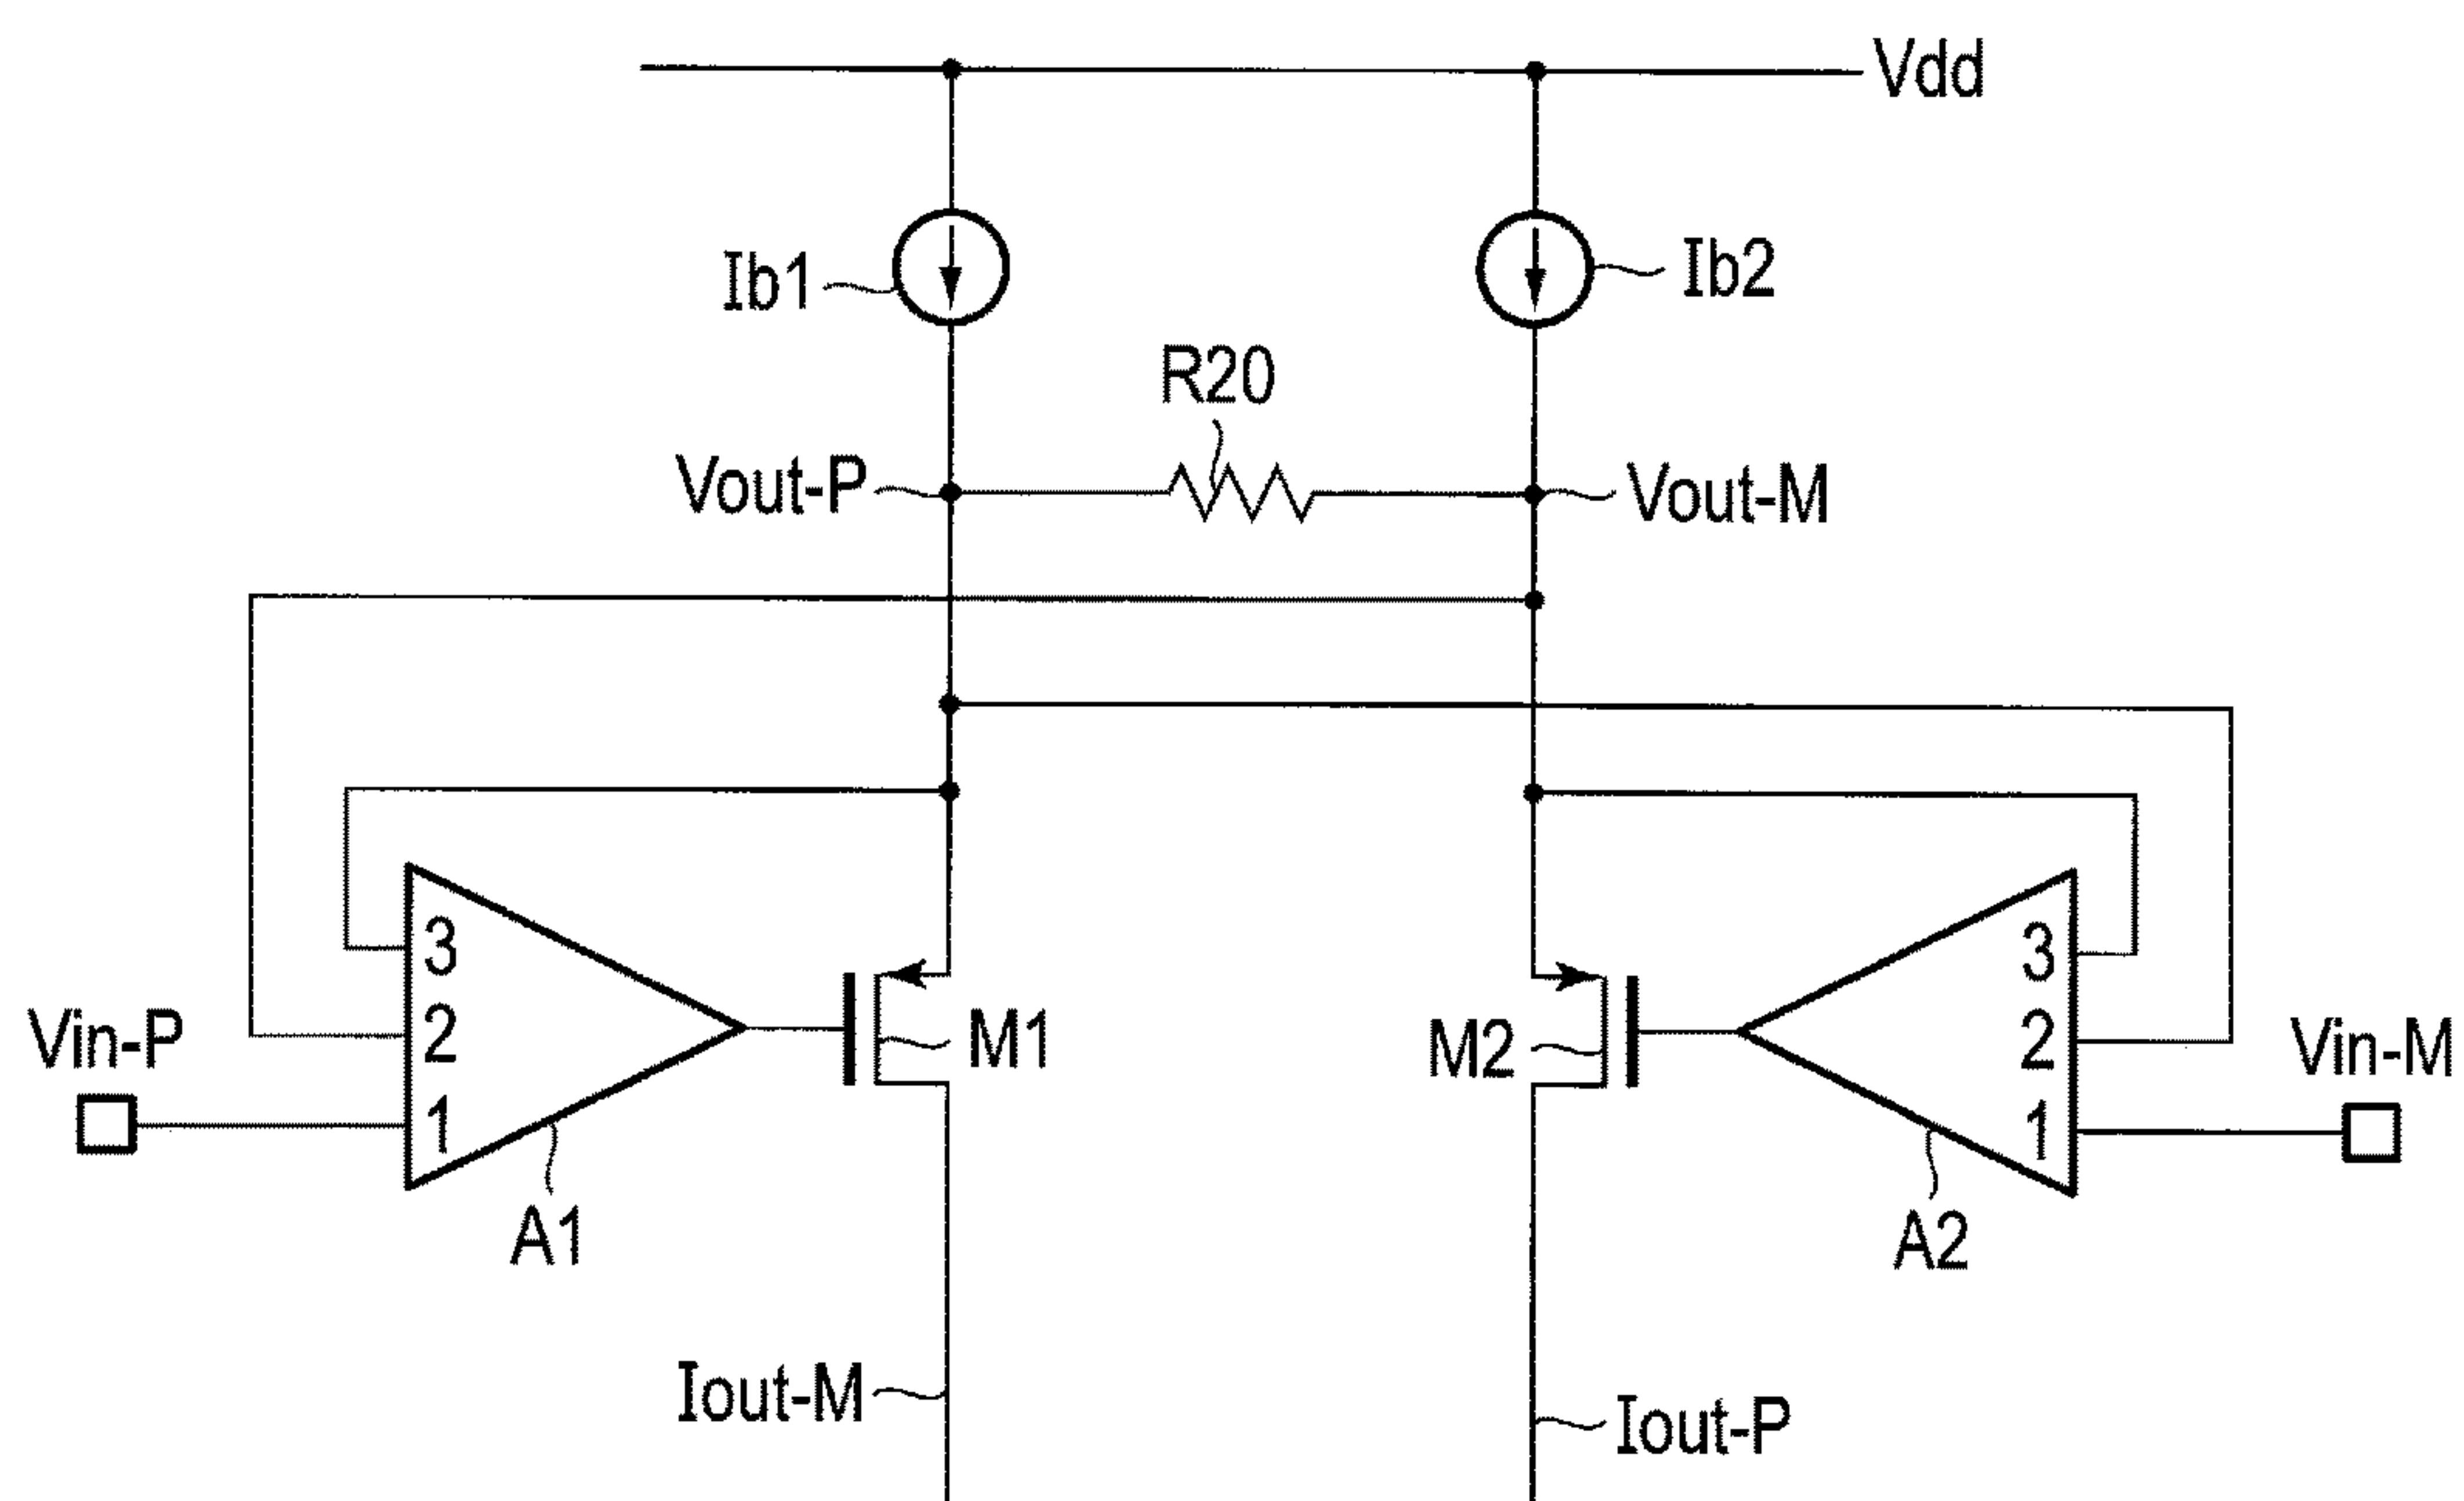 Vdd
Ib1
Ib2
R20
Vout-P
Vout-M
3
3
2
2
1
1
Vin-P
Vin-M
M1
M2
A1
A2
Iout-M
Iout-P